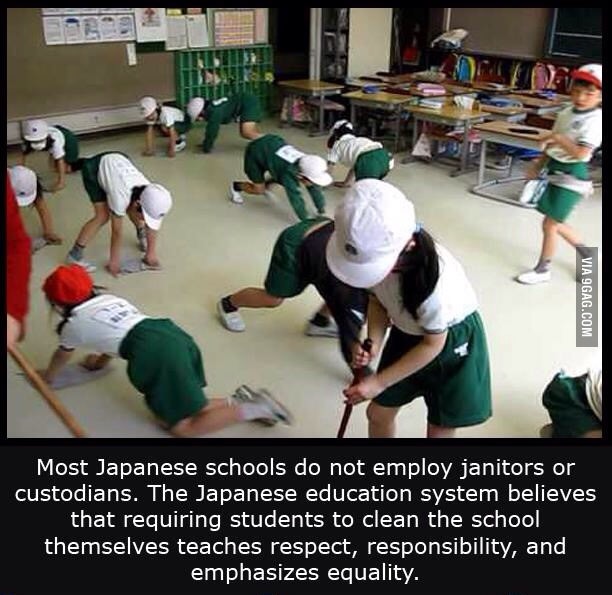 VIA 9GAG.COM
Most Japanese schools do not employ janitors or
custodians. The Japanese education system believes
that requiring students to clean the school
themselves teaches respect, responsibility, and
emphasizes equality.